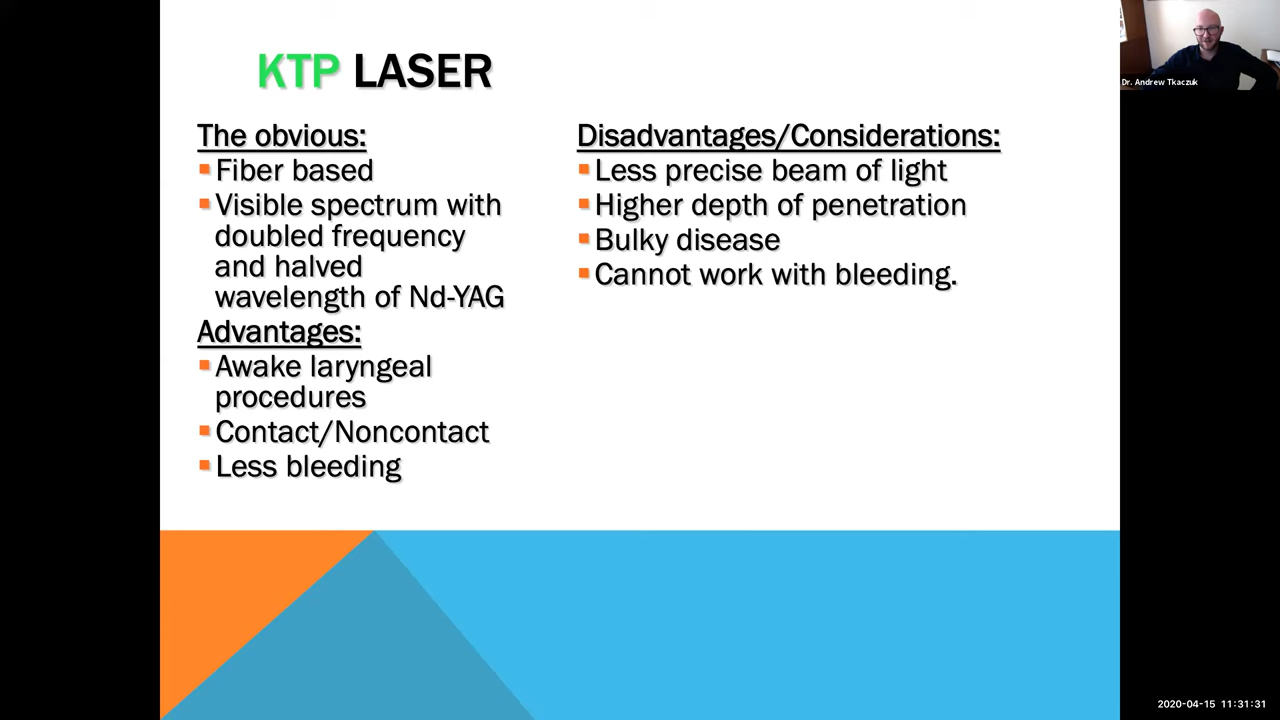 KTP LASER
The obvious:
Fiber based
Visible spectrum with
doubled frequency
and halved
wavelength of Nd-YAG
Advantages:
Awake laryngeal
procedures
Contact/Noncontact
Less bleeding
Disadvantages/Considerations:
Less precise beam of light
Higher depth of penetration
Bulky disease
Cannot work with bleeding.
Dr. Andrew Tkaczuk
2020-04-15 11:31:31